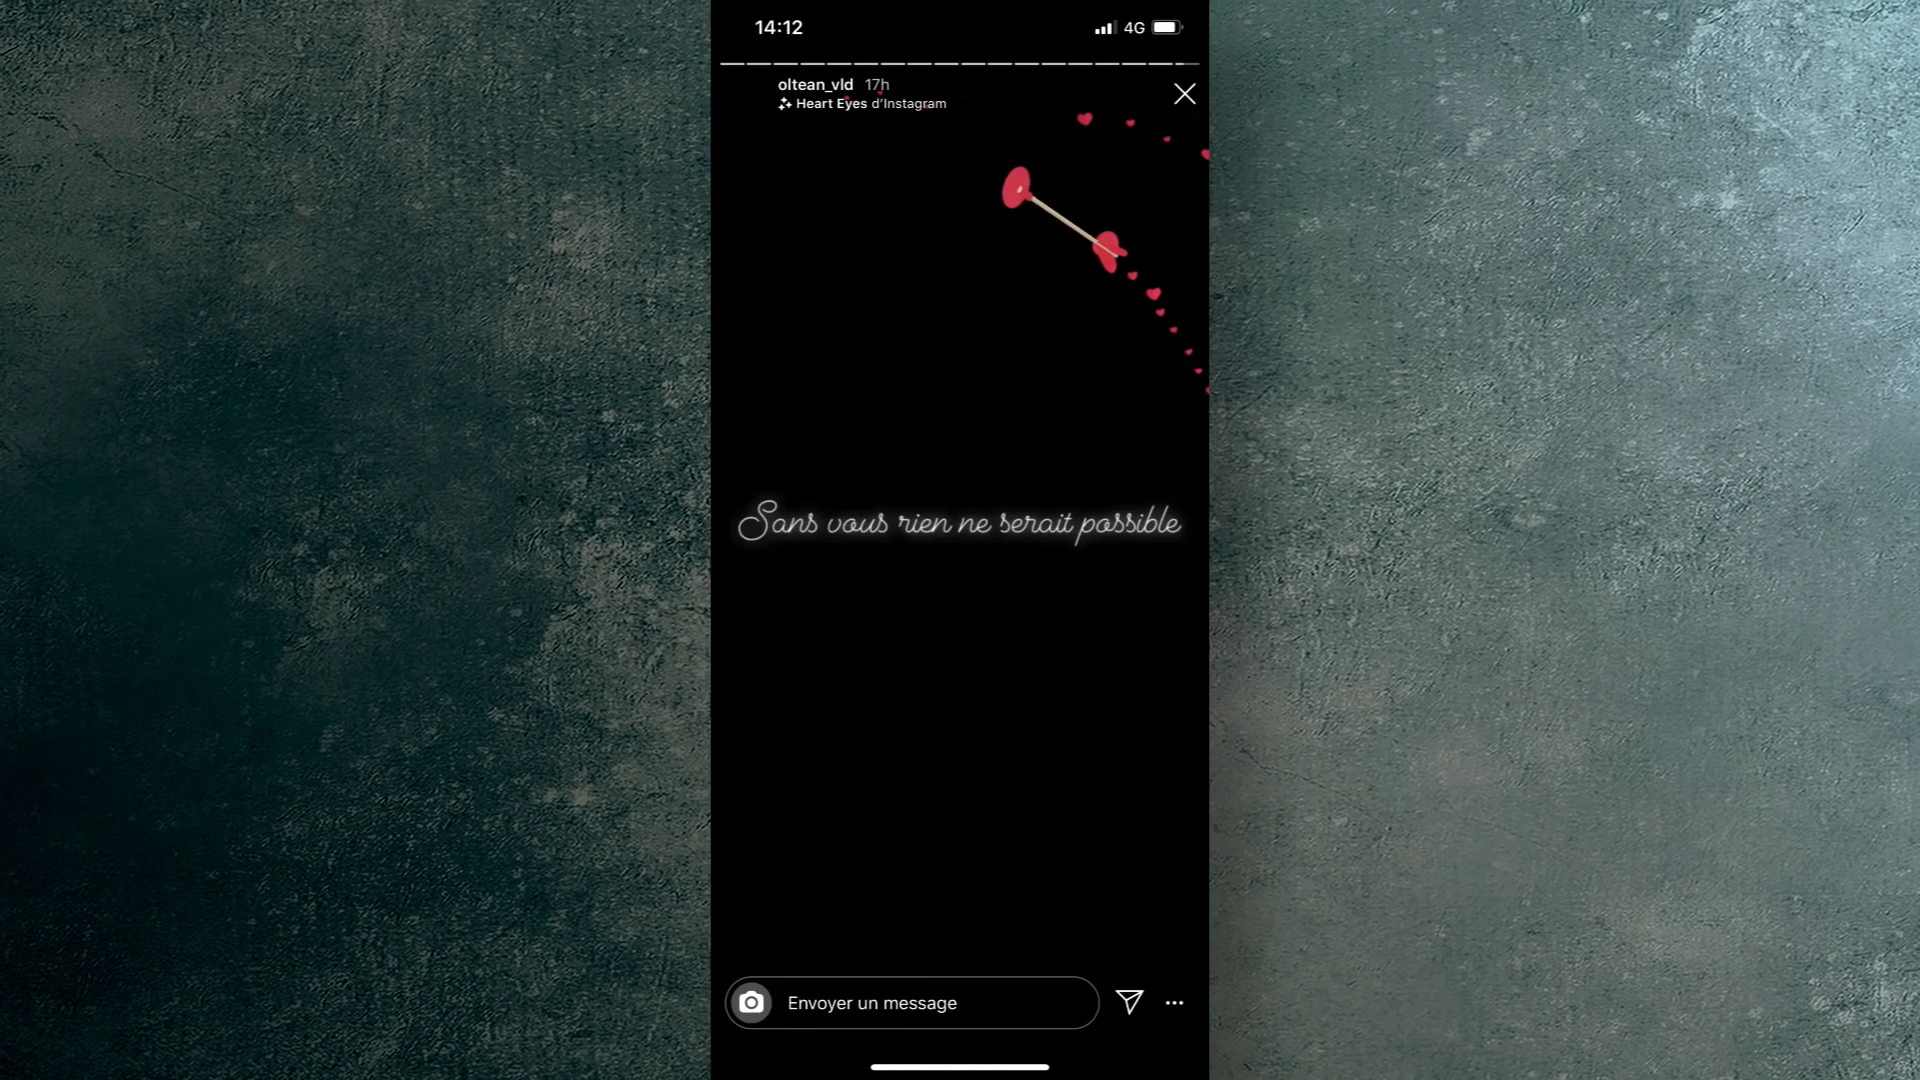 14:12 4G
oltean_vld 17h
Heart Eyes d'Instagram
Sans vous rien ne serait possible
Envoyer un message